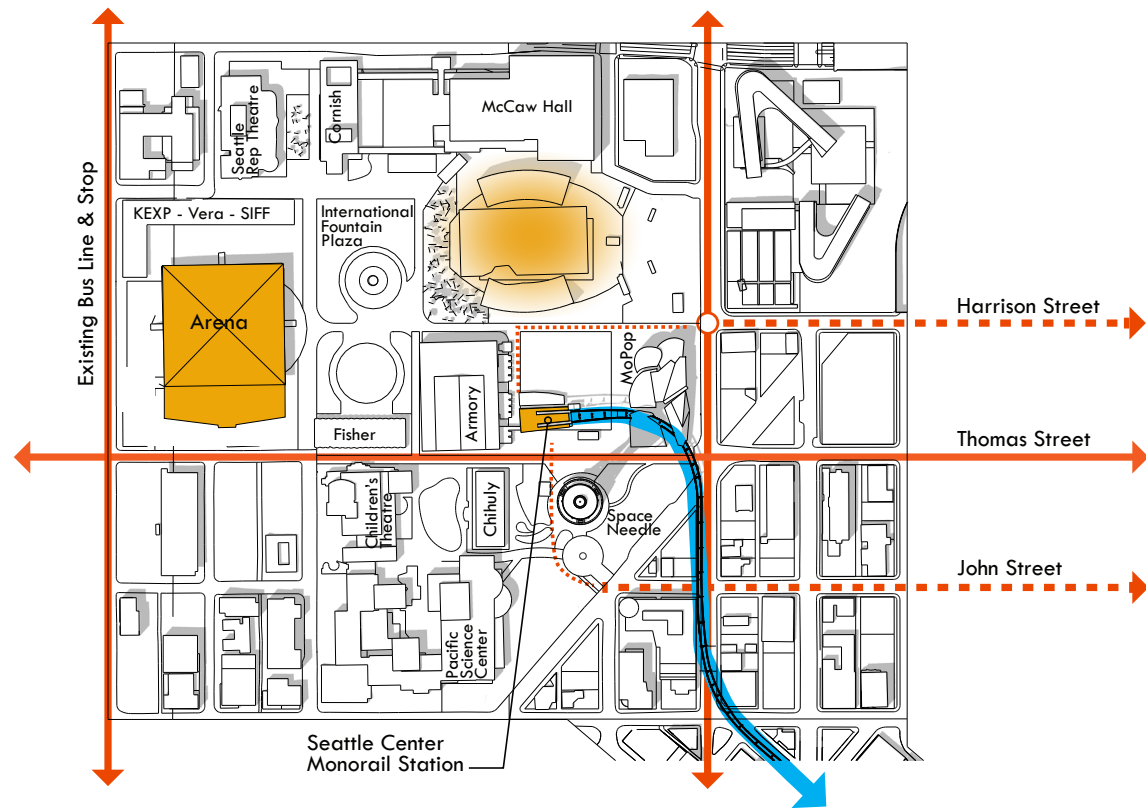 McCaw Hall
Cornish
Seattle
Rep Theatre
Existing Bus Line & Stop
KEXP - Vera - SIFF
International
Fountain
Plaza
Arena
Harrison Street
MoPop
Armory
Fisher
Thomas Street
Children's
Theatre
Chihuly
Space
Needle
John Street
Pacific
Science
Center
Seattle Center
Monorail Station